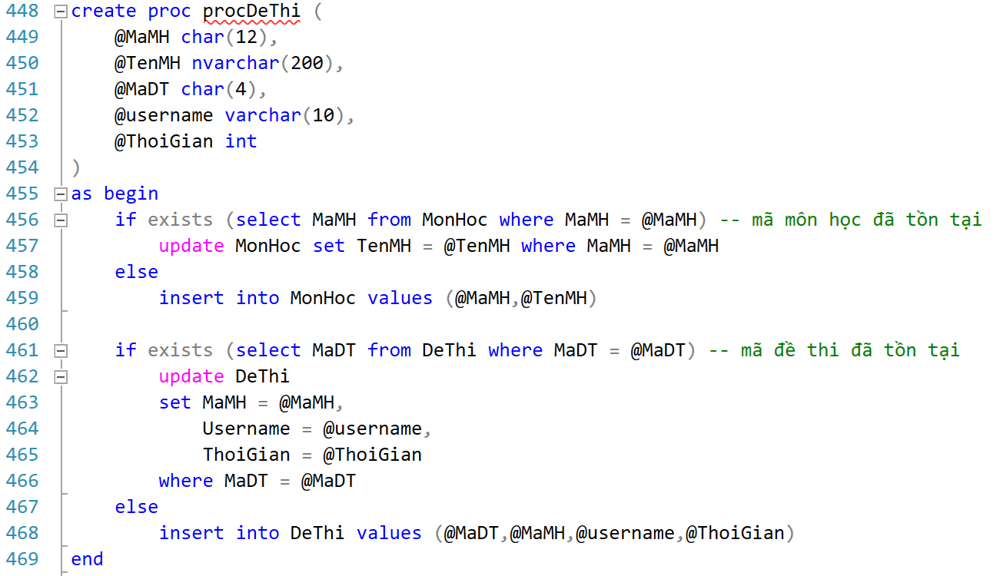 448 create proc procDeThi (
449 @MaMH char(12),
450 @TenMH nvarchar(200),
451 @MaDT char(4),
452 @username varchar(10),
453 @ThoiGian int
454 )
455 as begin
456 if exists (select MaMH from MonHoc where MaMH = @MaMH) -- mã môn học đã tồn tại
457 update MonHoc set TenMH = @TenMH where MaMH = @MaMH
458 else
459 insert into MonHoc values (@MaMH,@TenMH)
460
461 if exists (select MaDT from DeThi where MaDT = @MaDT) -- mã đề thi đã tồn tại
462 update DeThi
463 set MaMH = @MaMH,
464 Username = @username,
465 ThoiGian = @ThoiGian
466 where MaDT = @MaDT
467 else
468 insert into DeThi values (@MaDT,@MaMH,@username,@ThoiGian)
469 end